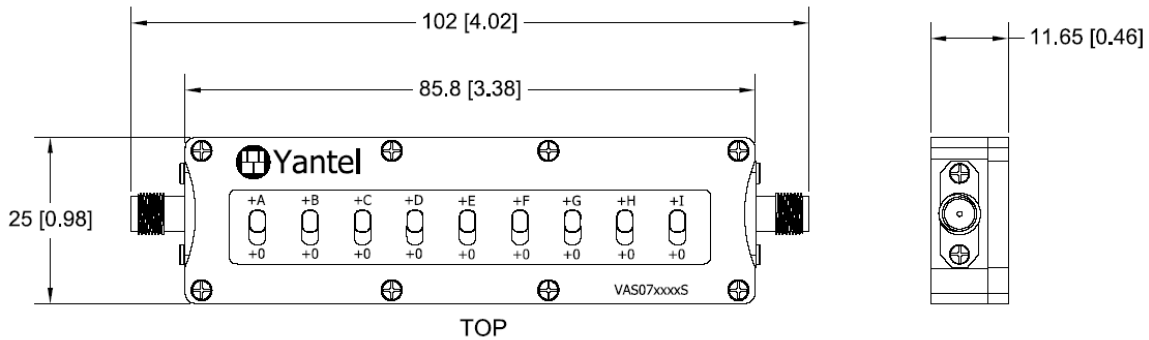 102 [4.02]
11.65 [0.46]
85.8 [3.38]
Yantel
25 [0.98]
+A +B +C +D +E +F +G +H +I
+0 +0 +0 +0 +0 +0 +0 +0 +0
VAS07xxxxS
TOP